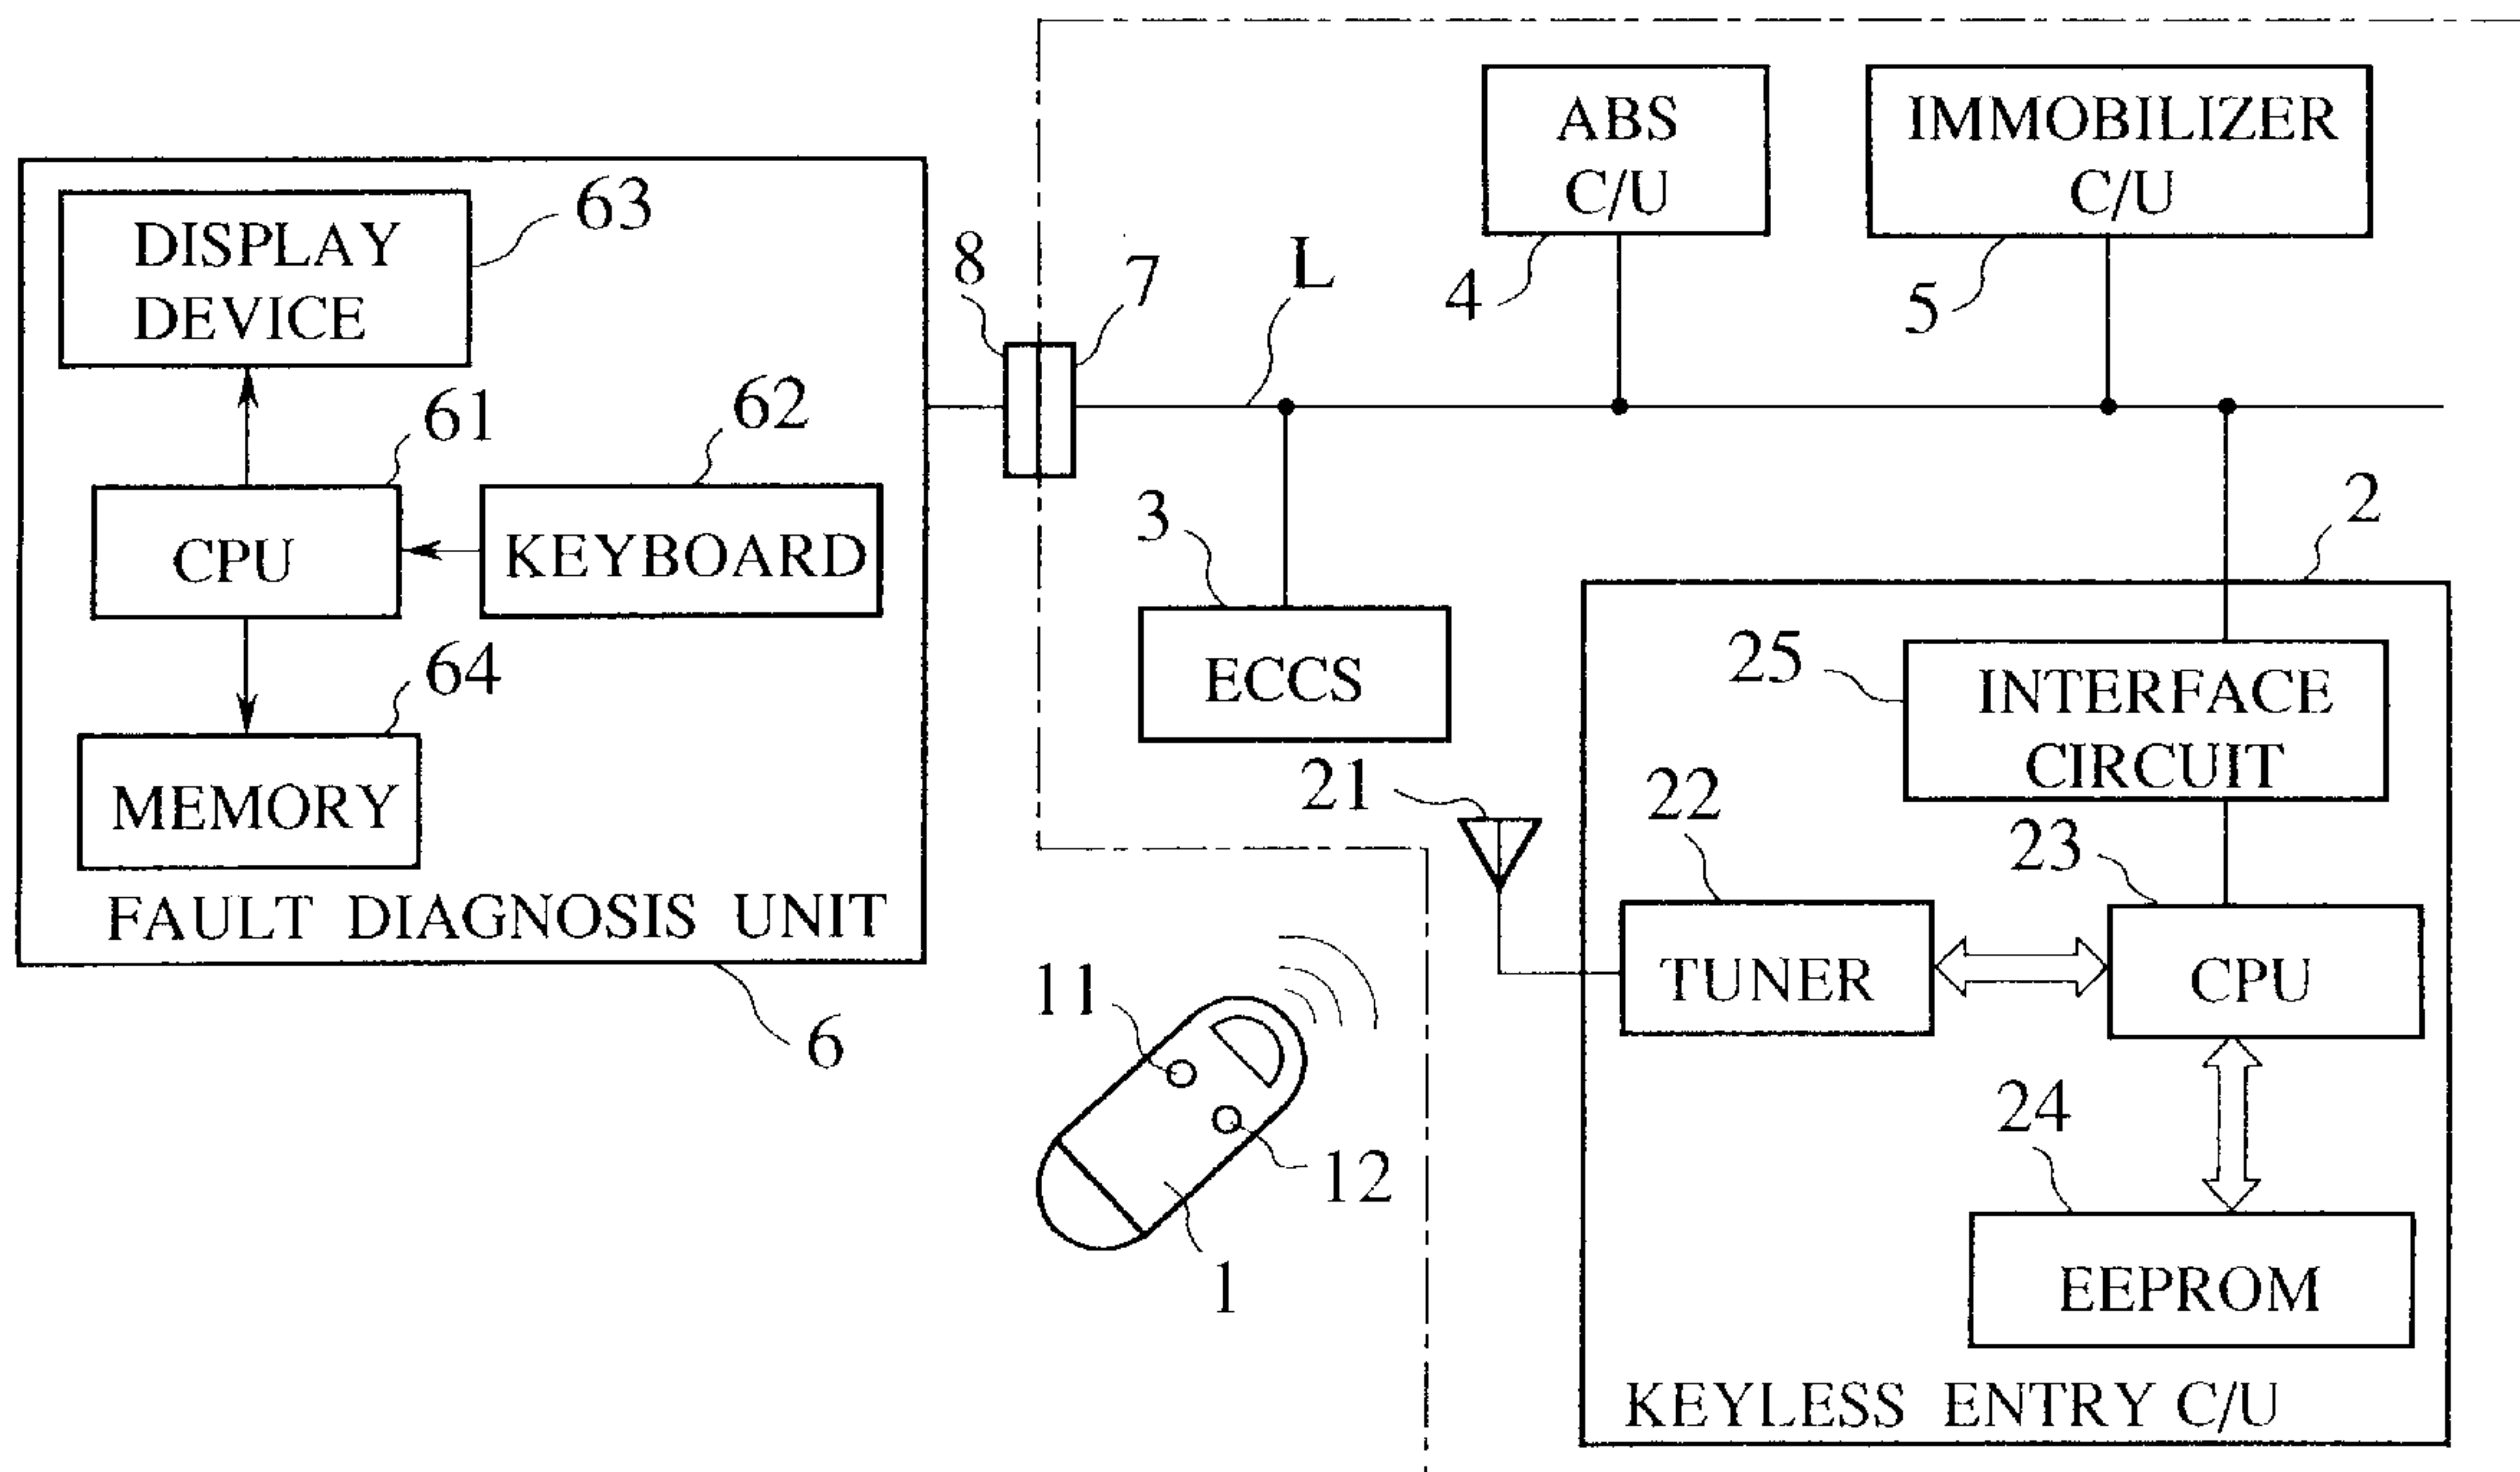 ABS
C/U
4
IMMOBILIZER
C/U
5
DISPLAY
DEVICE
63
8
7
L
61
62
CPU
KEYBOARD
64
MEMORY
FAULT DIAGNOSIS UNIT
6
3
ECCS
2
25
INTERFACE
CIRCUIT
21
22
23
TUNER
CPU
24
EEPROM
KEYLESS ENTRY C/U
11
12
1